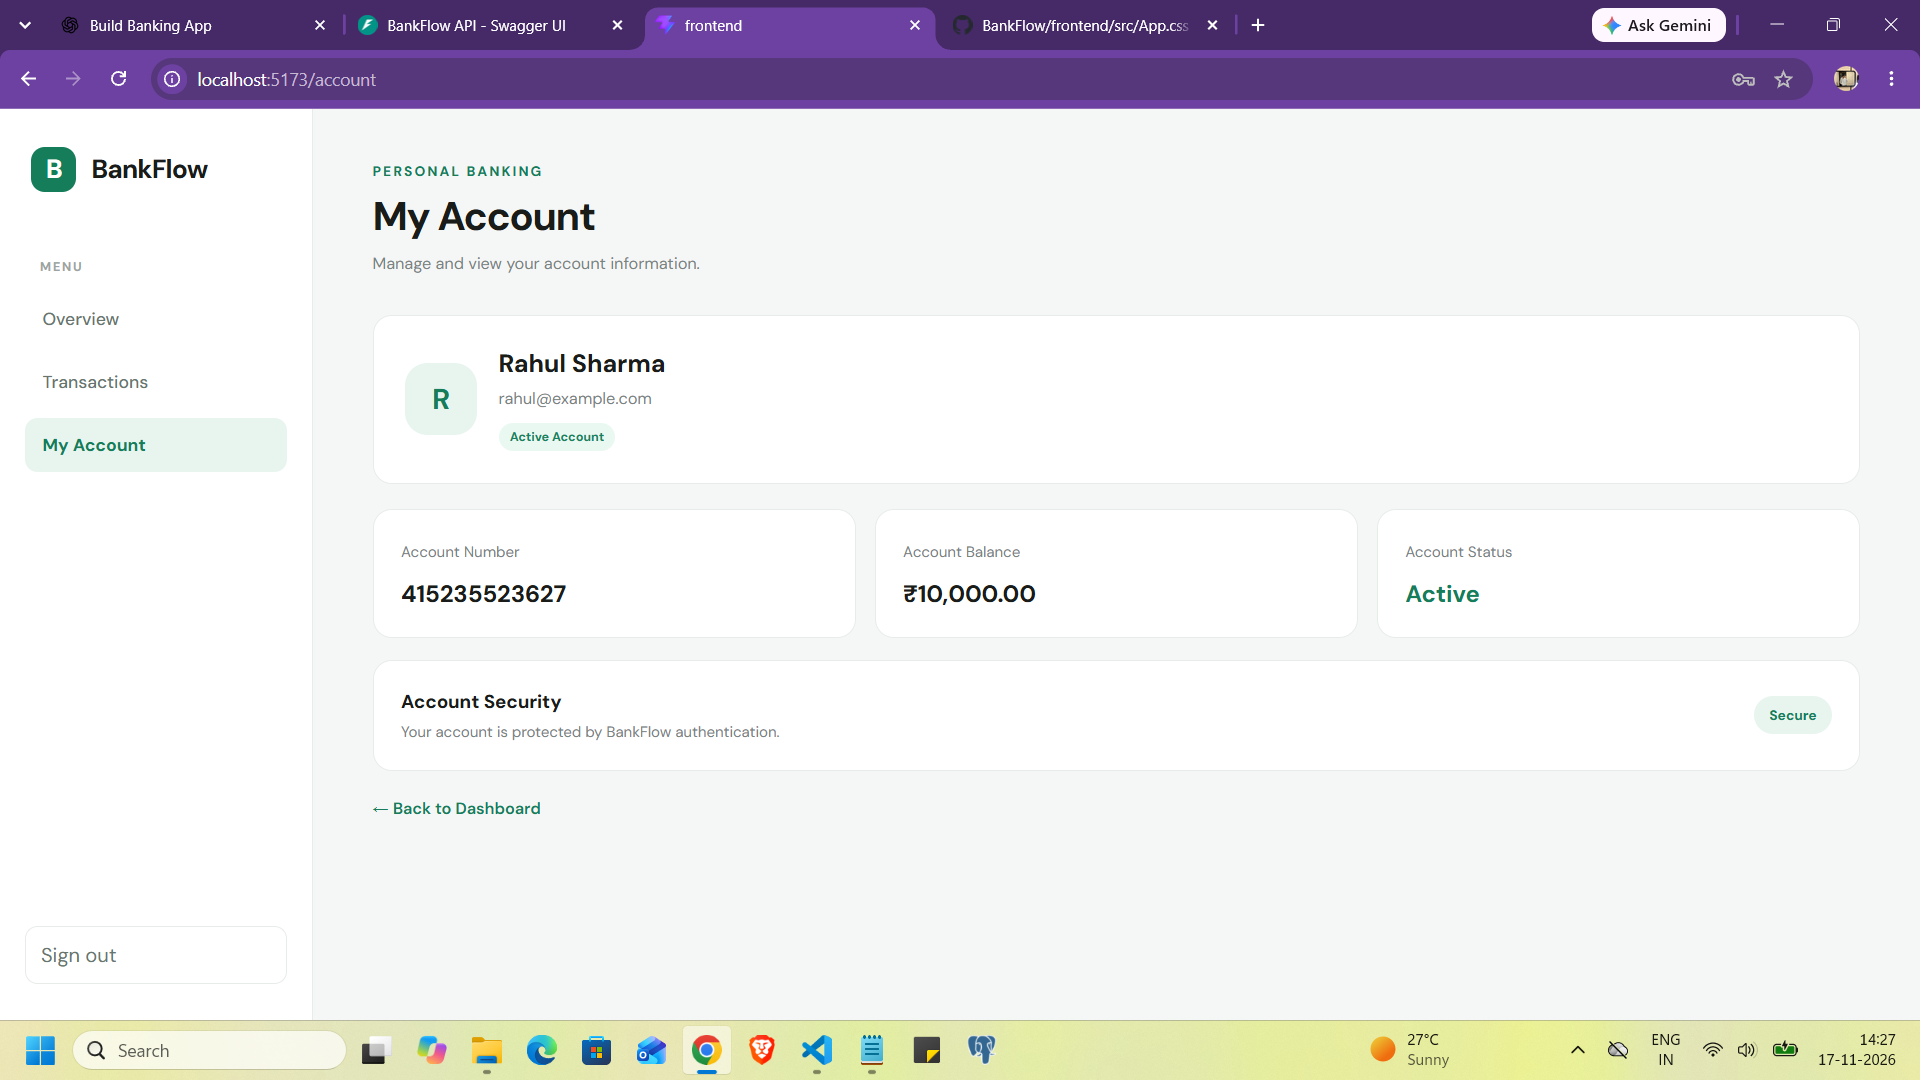 Build Banking App
BankFlow API - Swagger UI
frontend
BankFlow/frontend/src/App.css
Ask Gemini
localhost:5173/account
B BankFlow
MENU
Overview
Transactions
My Account
Sign out
PERSONAL BANKING
My Account
Manage and view your account information.
R
Rahul Sharma
rahul@example.com
Active Account
Account Number
415235523627
Account Balance
₹10,000.00
Account Status
Active
Account Security
Your account is protected by BankFlow authentication.
Secure
← Back to Dashboard
Search
27°C
Sunny
ENG
IN
14:27
17-11-2026